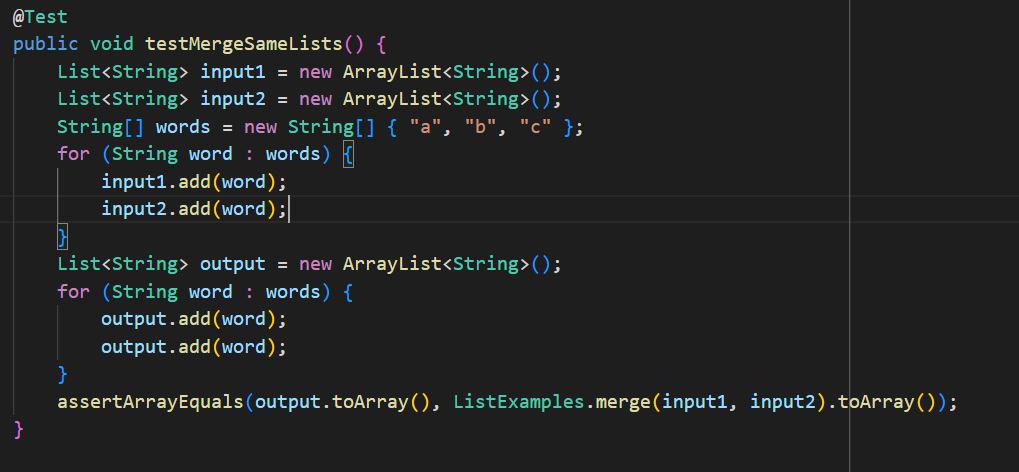 @Test
public void testMergeSameLists() {
    List<String> input1 = new ArrayList<String>();
    List<String> input2 = new ArrayList<String>();
    String[] words = new String[] { "a", "b", "c" };
    for (String word : words) {
        input1.add(word);
        input2.add(word);
    }
    List<String> output = new ArrayList<String>();
    for (String word : words) {
        output.add(word);
        output.add(word);
    }
    assertArrayEquals(output.toArray(), ListExamples.merge(input1, input2).toArray());
}